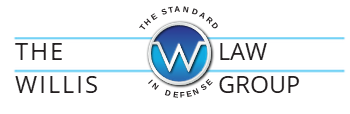 THE STANDARD
THE W LAW
WILLIS GROUP
IN DEFENSE